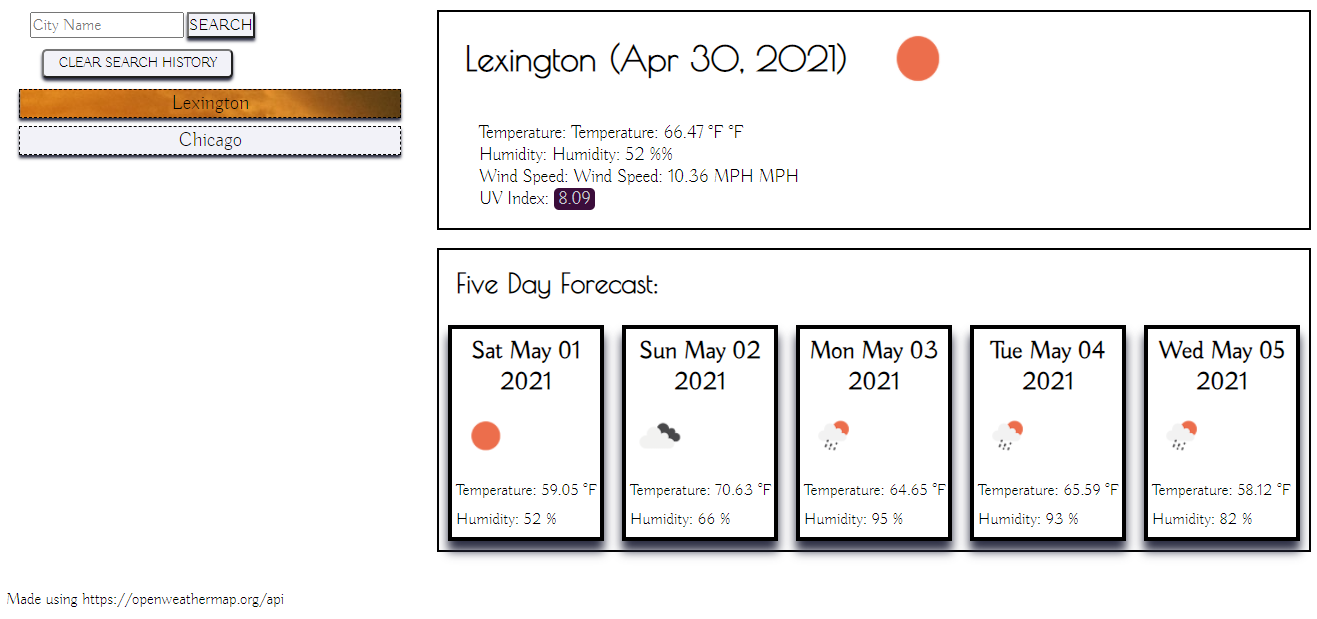 City Name SEARCH
CLEAR SEARCH HISTORY
Lexington
Chicago
Lexington (Apr 30, 2021)
Temperature: Temperature: 66.47 °F °F
Humidity: Humidity: 52 %%
Wind Speed: Wind Speed: 10.36 MPH MPH
UV Index: 8.09
Five Day Forecast:
Sat May 01
2021
Temperature: 59.05 °F
Humidity: 52 %
Sun May 02
2021
Temperature: 70.63 °F
Humidity: 66 %
Mon May 03
2021
Temperature: 64.65 °F
Humidity: 95 %
Tue May 04
2021
Temperature: 65.59 °F
Humidity: 93 %
Wed May 05
2021
Temperature: 58.12 °F
Humidity: 82 %
Made using https://openweathermap.org/api